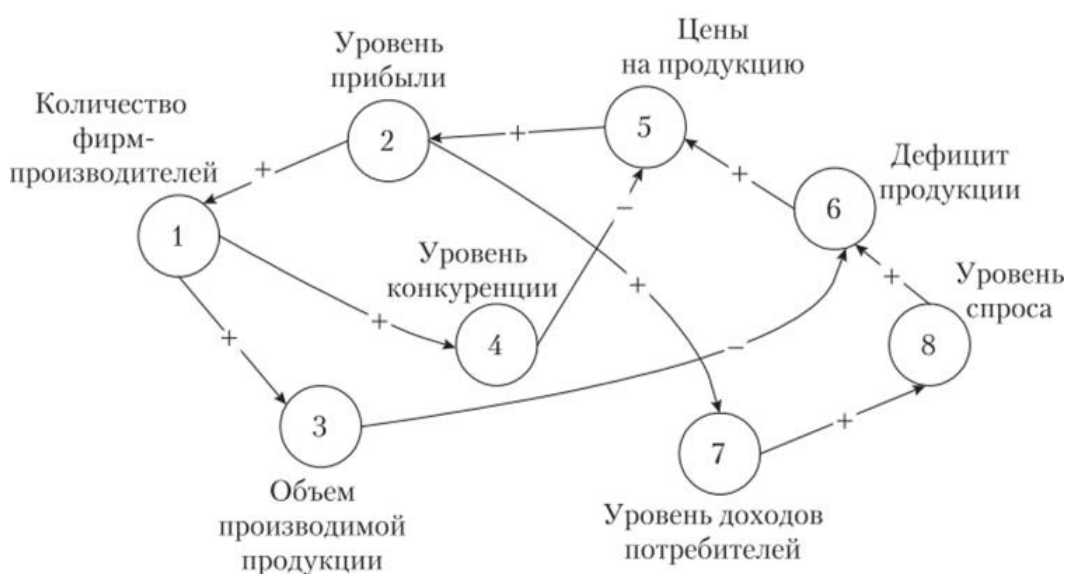 Цены
на продукцию
Уровень
прибыли
5
+
2
Количество
фирм-
производителей
+
Дефицит
продукции
+
6
−
1
Уровень
конкуренции
+
+
Уровень
спроса
+
+
4
8
−
3
7
+
Объем
производимой
продукции
Уровень доходов
потребителей